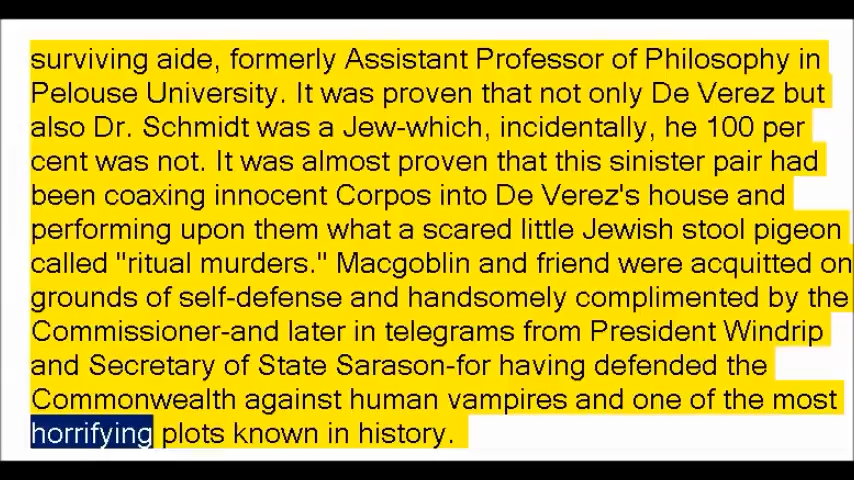 surviving aide, formerly Assistant Professor of Philosophy in
Pelouse University. It was proven that not only De Verez but
also Dr. Schmidt was a Jew-which, incidentally, he 100 per
cent was not. It was almost proven that this sinister pair had
been coaxing innocent Corpos into De Verez's house and
performing upon them what a scared little Jewish stool pigeon
called "ritual murders." Macgoblin and friend were acquitted on
grounds of self-defense and handsomely complimented by the
Commissioner-and later in telegrams from President Windrip
and Secretary of State Sarason-for having defended the
Commonwealth against human vampires and one of the most
horrifying plots known in history.